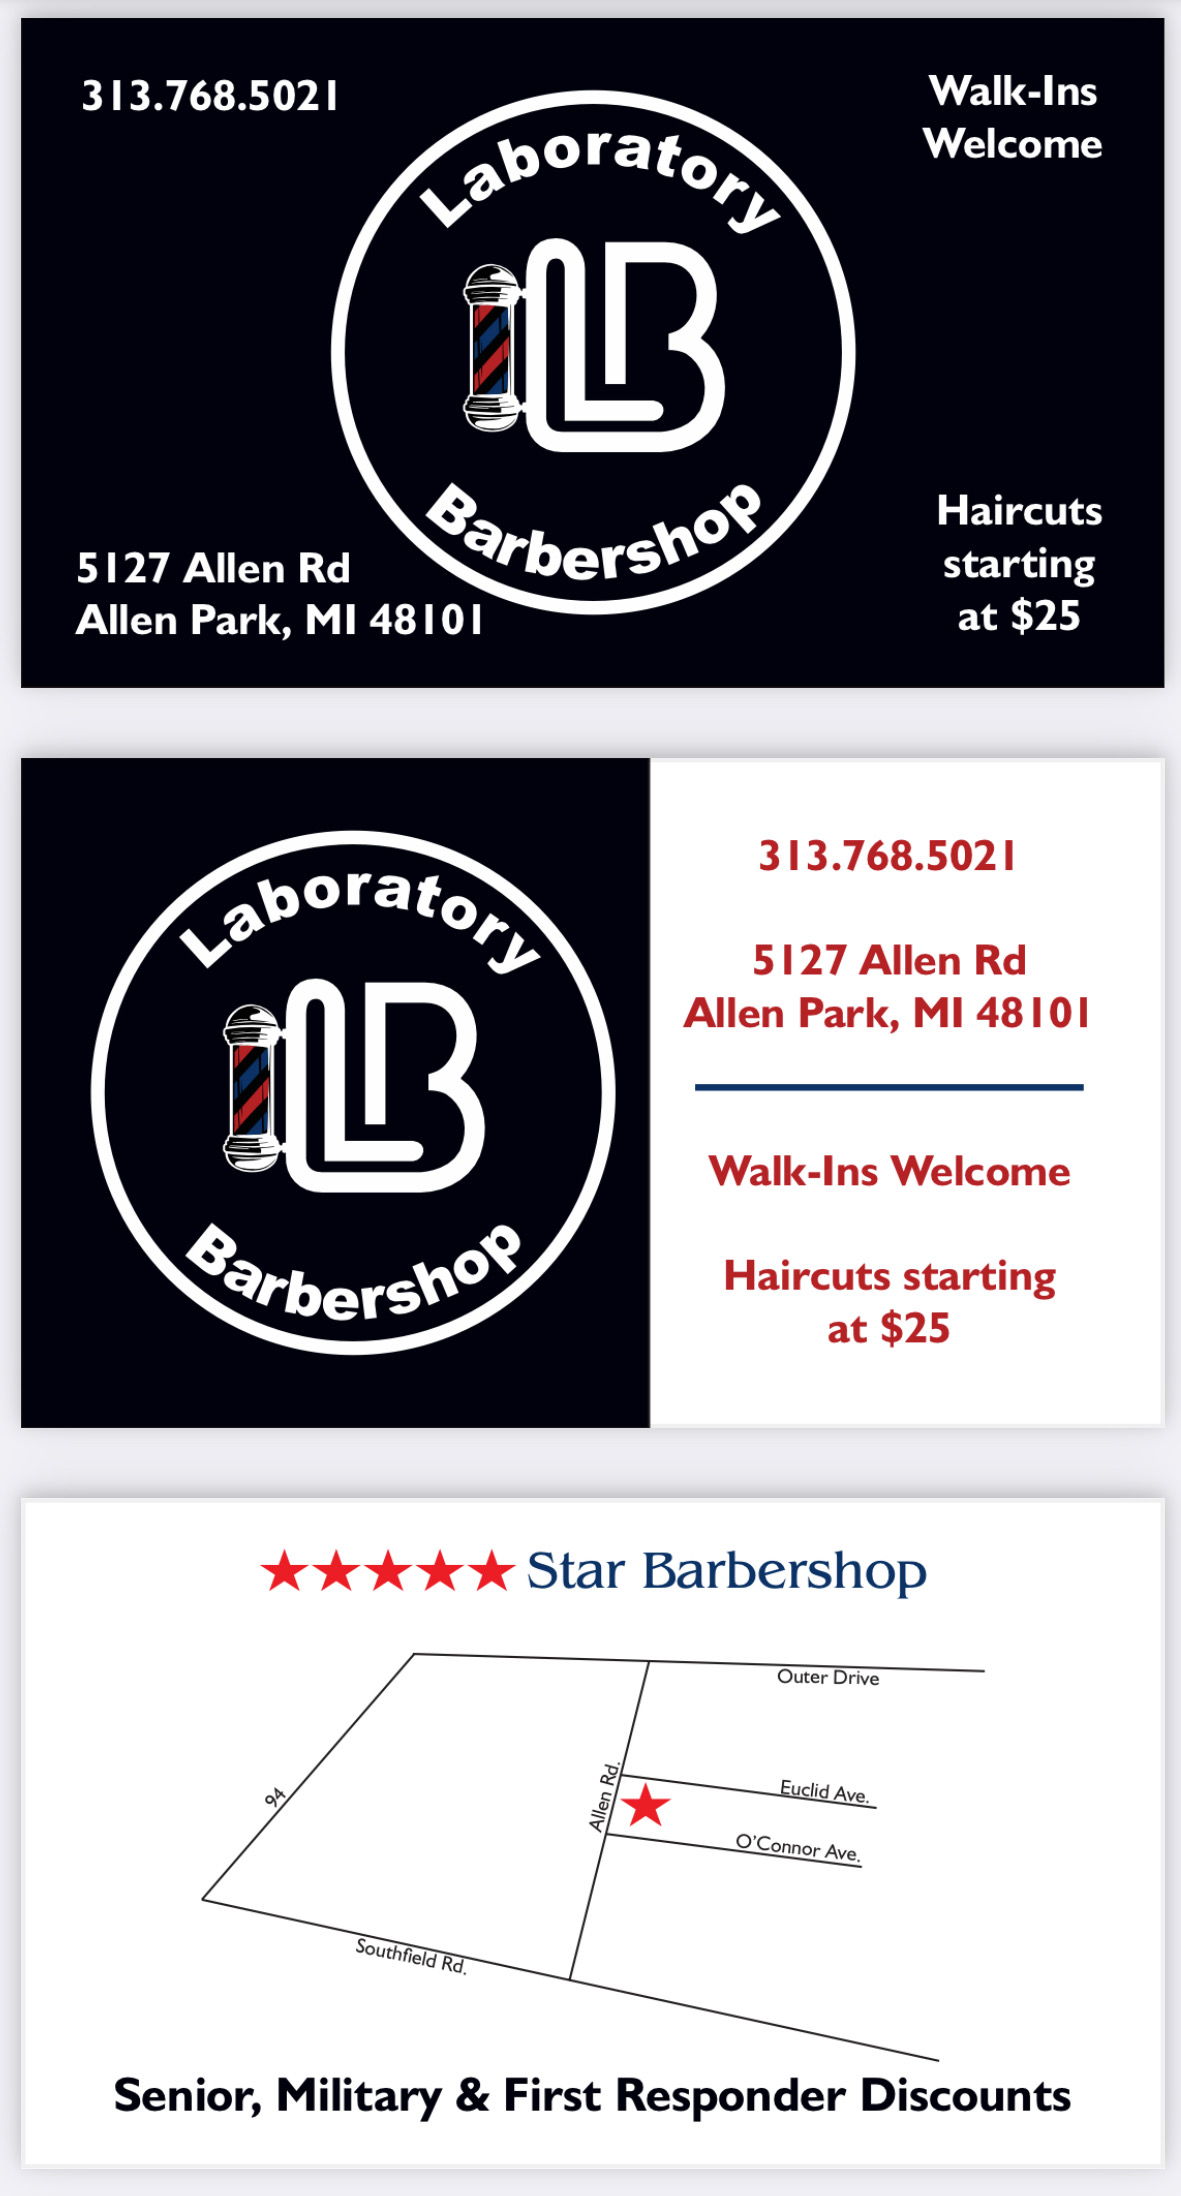 313.768.5021
Walk-Ins
Welcome
Laboratory
LB
Barbershop
5127 Allen Rd
Allen Park, MI 48101
Haircuts
starting
at $25
Laboratory
LB
Barbershop
313.768.5021
5127 Allen Rd
Allen Park, MI 48101
Walk-Ins Welcome
Haircuts starting
at $25
Star Barbershop
Outer Drive
94
Allen Rd.
Euclid Ave.
O'Connor Ave.
Southfield Rd.
Senior, Military & First Responder Discounts